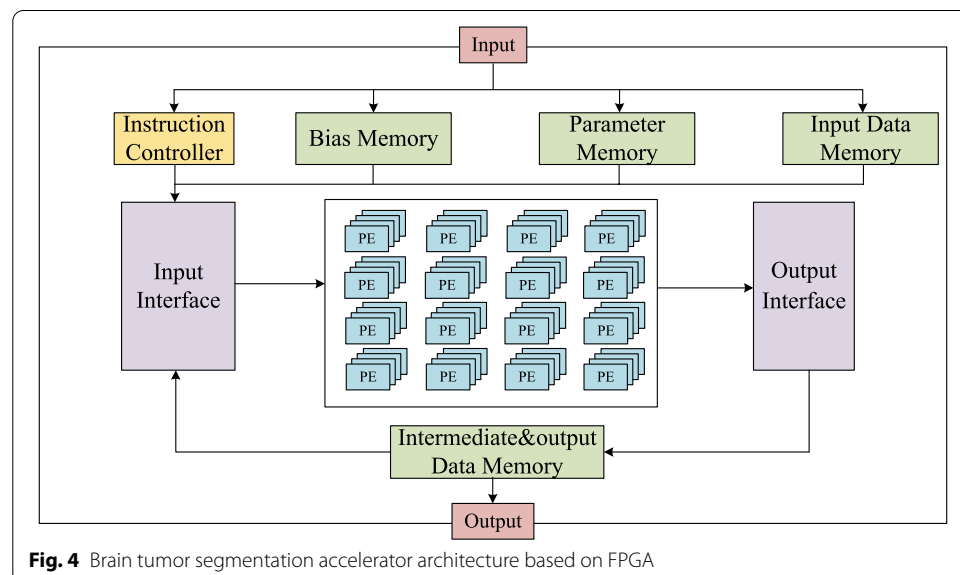 Input
Instruction
Controller
Bias Memory
Parameter
Memory
Input Data
Memory
Input
Interface
PE PE PE PE
PE PE PE PE
PE PE PE PE
PE PE PE PE
Output
Interface
Intermediate&output
Data Memory
Output
Fig. 4 Brain tumor segmentation accelerator architecture based on FPGA